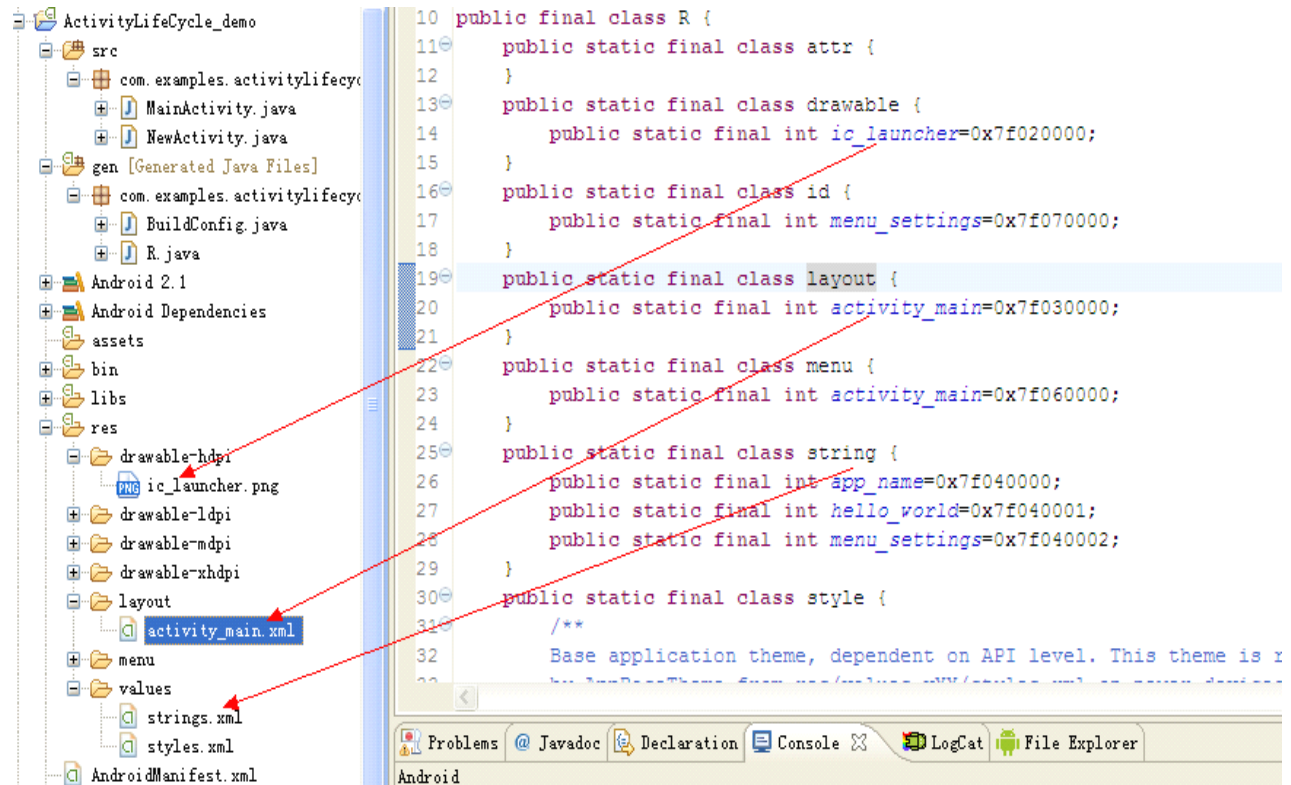 ActivityLifeCycle_demo
src
com.examples.activitylifecyc
MainActivity.java
NewActivity.java
gen [Generated Java Files]
com.examples.activitylifecyc
BuildConfig.java
R.java
Android 2.1
Android Dependencies
assets
bin
libs
res
drawable-hdpi
ic_launcher.png
drawable-ldpi
drawable-mdpi
drawable-xhdpi
layout
activity_main.xml
menu
values
strings.xml
styles.xml
AndroidManifest.xml
10 public final class R {
11 public static final class attr {
12 }
13 public static final class drawable {
14 public static final int ic_launcher=0x7f020000;
15 }
16 public static final class id {
17 public static final int menu_settings=0x7f070000;
18 }
19 public static final class layout {
20 public static final int activity_main=0x7f030000;
21 }
22 public static final class menu {
23 public static final int activity_main=0x7f060000;
24 }
25 public static final class string {
26 public static final int app_name=0x7f040000;
27 public static final int hello_world=0x7f040001;
28 public static final int menu_settings=0x7f040002;
29 }
30 public static final class style {
31 /**
32 Base application theme, dependent on API level. This theme is r
Problems @ Javadoc Declaration Console LogCat File Explorer
Android